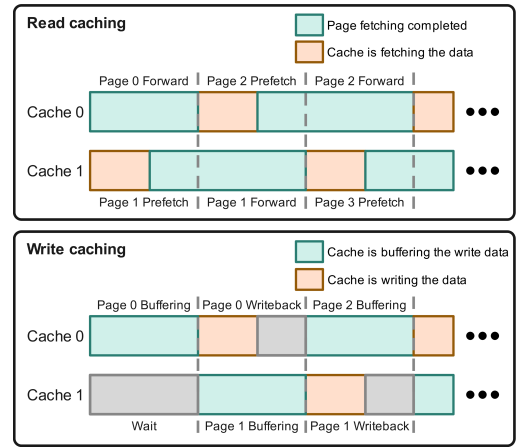 Read caching
Page fetching completed
Cache is fetching the data
Page 0 Forward Page 2 Prefetch Page 2 Forward
Cache 0
Cache 1
Page 1 Prefetch Page 1 Forward Page 3 Prefetch
Write caching
Cache is buffering the write data
Cache is writing the data
Page 0 Buffering Page 0 Writeback Page 2 Buffering
Cache 0
Cache 1
Wait Page 1 Buffering Page 1 Writeback